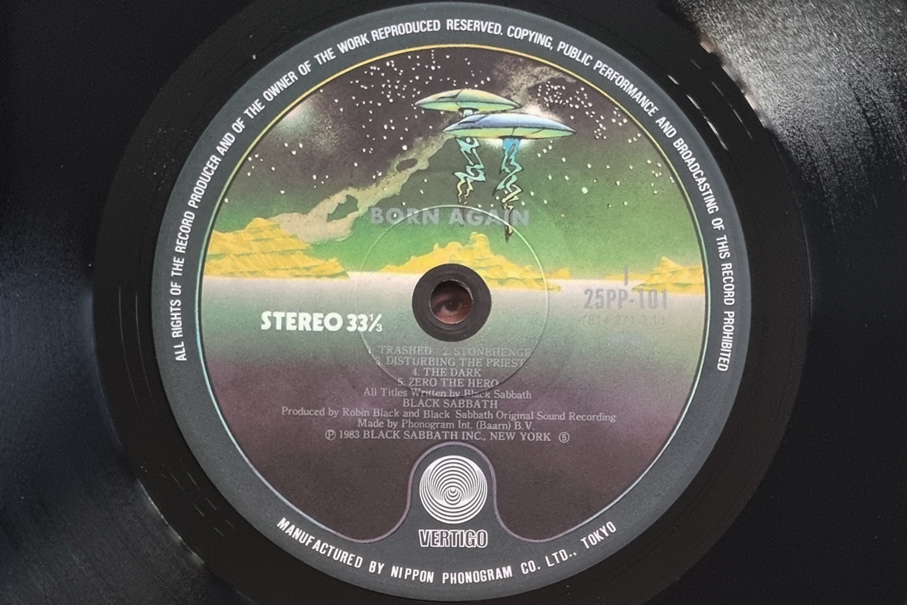 ALL RIGHTS OF THE RECORD PRODUCER AND OF THE OWNER OF THE WORK REPRODUCED RESERVED. COPYING, PUBLIC PERFORMANCE AND BROADCASTING OF THIS RECORD PROHIBITED
BORN AGAIN
1
25PP-101
STEREO 33⅓
1. TRASHED 2. STONEHENGE
3. DISTURBING THE PRIEST
4. THE DARK
5. ZERO THE HERO
All Titles Written by Black Sabbath
BLACK SABBATH
Produced by Robin Black and Black Sabbath Original Sound Recording
Made by Phonogram Int. (Baarn) B.V.
Ⓟ 1983 BLACK SABBATH INC., NEW YORK Ⓢ
VERTIGO
MANUFACTURED BY NIPPON PHONOGRAM CO. LTD., TOKYO